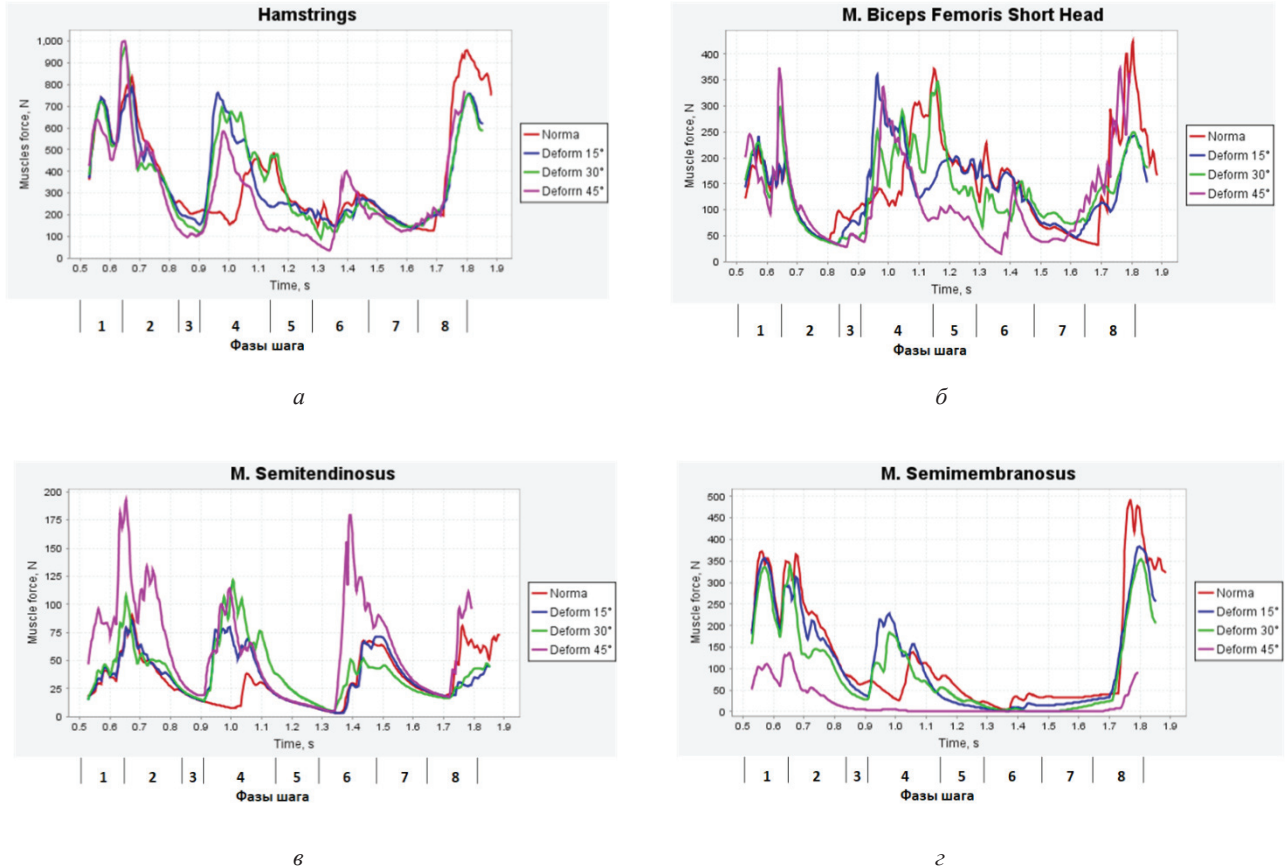 Hamstrings
Muscles force, N
1,000
900
800
700
600
500
400
300
200
100
0
0.5 0.6 0.7 0.8 0.9 1.0 1.1 1.2 1.3 1.4 1.5 1.6 1.7 1.8 1.9
Time, s
Norma
Deform 15°
Deform 30°
Deform 45°
1 2 3 4 5 6 7 8
Фазы шага
а
M. Biceps Femoris Short Head
Muscle force, N
400
350
300
250
200
150
100
50
0
0.5 0.6 0.7 0.8 0.9 1.0 1.1 1.2 1.3 1.4 1.5 1.6 1.7 1.8 1.9
Time, s
Norma
Deform 15°
Deform 30°
Deform 45°
1 2 3 4 5 6 7 8
Фазы шага
б
M. Semitendinosus
Muscle force, N
200
175
150
125
100
75
50
25
0
0.5 0.6 0.7 0.8 0.9 1.0 1.1 1.2 1.3 1.4 1.5 1.6 1.7 1.8 1.9
Time, s
Norma
Deform 15°
Deform 30°
Deform 45°
1 2 3 4 5 6 7 8
Фазы шага
в
M. Semimembranosus
Muscle force, N
500
450
400
350
300
250
200
150
100
50
0
0.5 0.6 0.7 0.8 0.9 1.0 1.1 1.2 1.3 1.4 1.5 1.6 1.7 1.8 1.9
Time, s
Norma
Deform 15°
Deform 30°
Deform 45°
1 2 3 4 5 6 7 8
Фазы шага
г